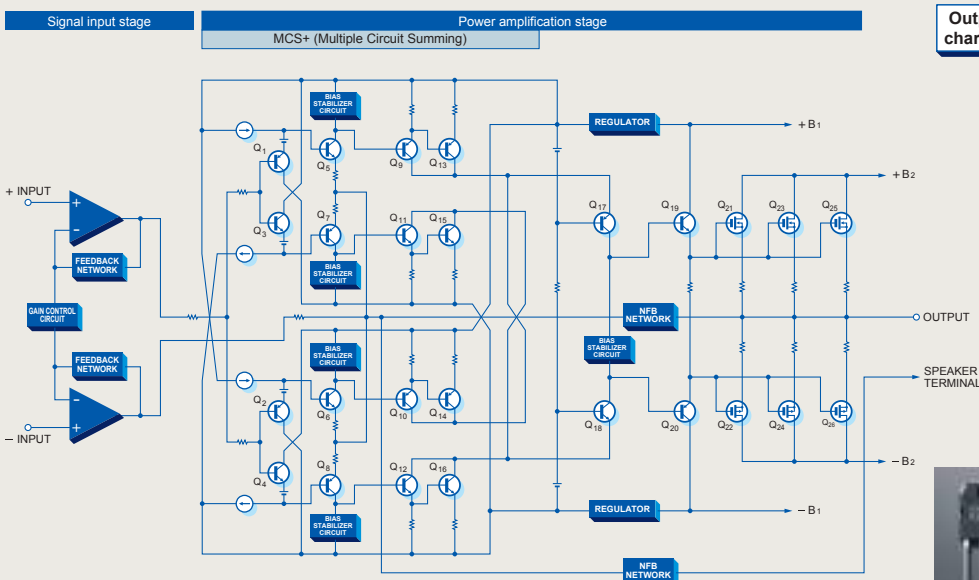 Signal input stage
Power amplification stage
MCS+ (Multiple Circuit Summing)
Out
char
BIAS
STABILIZER
CIRCUIT
REGULATOR
+ B1
Q1
Q5
Q9
Q13
+ B2
+ INPUT
Q17
Q19
Q21
Q23
Q25
+
−
Q3
Q7
Q11
Q15
FEEDBACK
NETWORK
BIAS
STABILIZER
CIRCUIT
GAIN CONTROL
CIRCUIT
NFB
NETWORK
OUTPUT
BIAS
STABILIZER
CIRCUIT
BIAS
STABILIZER
CIRCUIT
FEEDBACK
NETWORK
SPEAKER
TERMINAL
−
+
− INPUT
Q2
Q6
Q10
Q14
Q18
Q20
Q22
Q24
Q26
Q4
Q8
Q12
Q16
− B2
BIAS
STABILIZER
CIRCUIT
REGULATOR
− B1
NFB
NETWORK